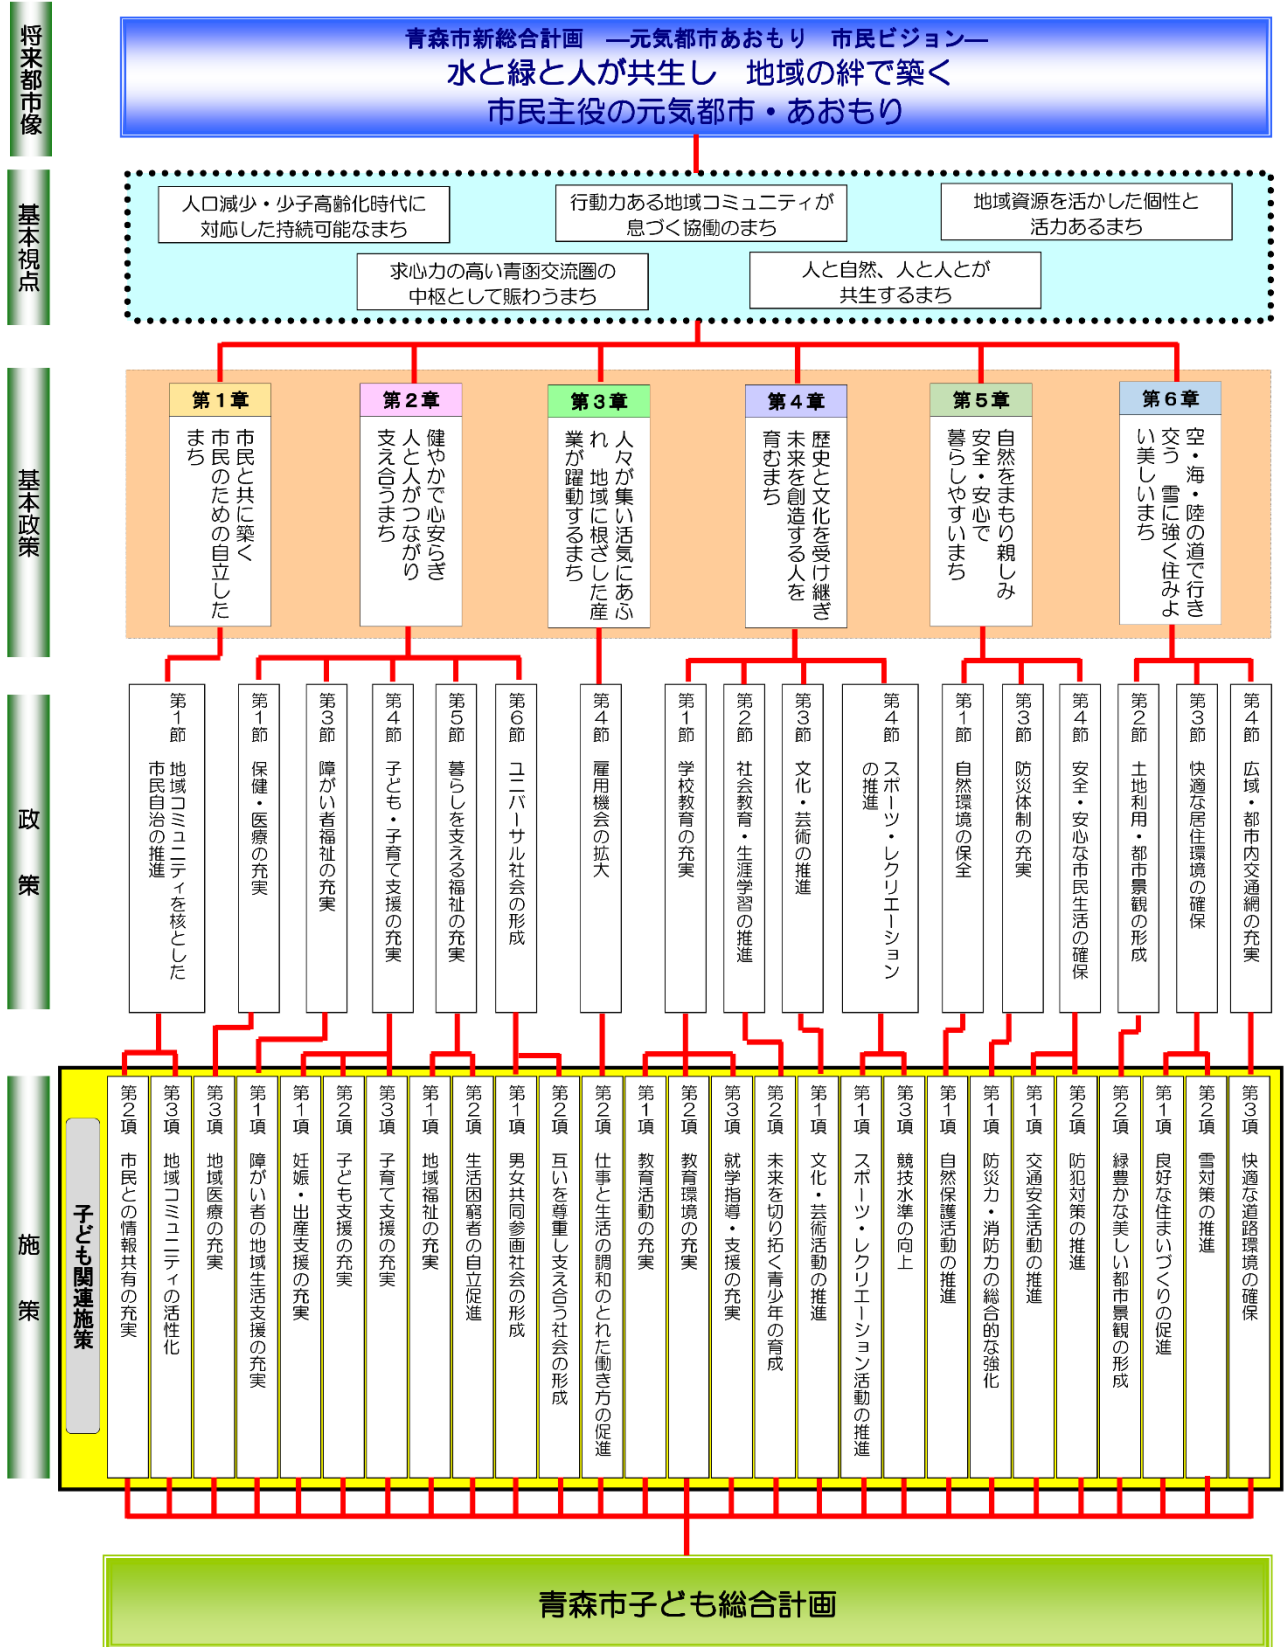 将来都市像
青森市新総合計画　―元気都市あおもり　市民ビジョン―
水と緑と人が共生し　地域の絆で築く
市民主役の元気都市・あおもり
基本視点
人口減少・少子高齢化時代に
対応した持続可能なまち
行動力ある地域コミュニティが
息づく協働のまち
地域資源を活かした個性と
活力あるまち
求心力の高い青函交流圏の
中枢として賑わうまち
人と自然、人と人とが
共生するまち
基本政策
第１章
市民と共に築く
市民のための自立した
まち
第２章
健やかで心安らぎ
人と人がつながり
支え合うまち
第３章
人々が集い活気にあふ
れ　地域に根ざした産
業が躍動するまち
第４章
歴史と文化を受け継ぎ
未来を創造する人を
育むまち
第５章
自然をまもり親しみ
安全・安心で
暮らしやすいまち
第６章
空・海・陸の道で行き
交う　雪に強く住みよ
い美しいまち
政　策
第１節　地域コミュニティを核とした
市民自治の推進
第１節　保健・医療の充実
第３節　障がい者福祉の充実
第４節　子ども・子育て支援の充実
第５節　暮らしを支える福祉の充実
第６節　ユニバーサル社会の形成
第４節　雇用機会の拡大
第１節　学校教育の充実
第２節　社会教育・生涯学習の推進
第３節　文化・芸術の推進
第４節　スポーツ・レクリエーション
の推進
第１節　自然環境の保全
第３節　防災体制の充実
第４節　安全・安心な市民生活の確保
第２節　土地利用・都市景観の形成
第３節　快適な居住環境の確保
第４節　広域・都市内交通網の充実
施　策
子ども関連施策
第２項　市民との情報共有の充実
第３項　地域コミュニティの活性化
第３項　地域医療の充実
第１項　障がい者の地域生活支援の充実
第１項　妊娠・出産支援の充実
第２項　子ども支援の充実
第３項　子育て支援の充実
第１項　地域福祉の充実
第２項　生活困窮者の自立促進
第１項　男女共同参画社会の形成
第２項　互いを尊重し支え合う社会の形成
第２項　仕事と生活の調和のとれた働き方の促進
第１項　教育活動の充実
第２項　教育環境の充実
第３項　就学指導・支援の充実
第２項　未来を切り拓く青少年の育成
第１項　文化・芸術活動の推進
第１項　スポーツ・レクリエーション活動の推進
第３項　競技水準の向上
第１項　自然保護活動の推進
第１項　防災力・消防力の総合的な強化
第１項　交通安全活動の推進
第２項　防犯対策の推進
第２項　緑豊かな美しい都市景観の形成
第１項　良好な住まいづくりの促進
第２項　雪対策の推進
第３項　快適な道路環境の確保
青森市子ども総合計画